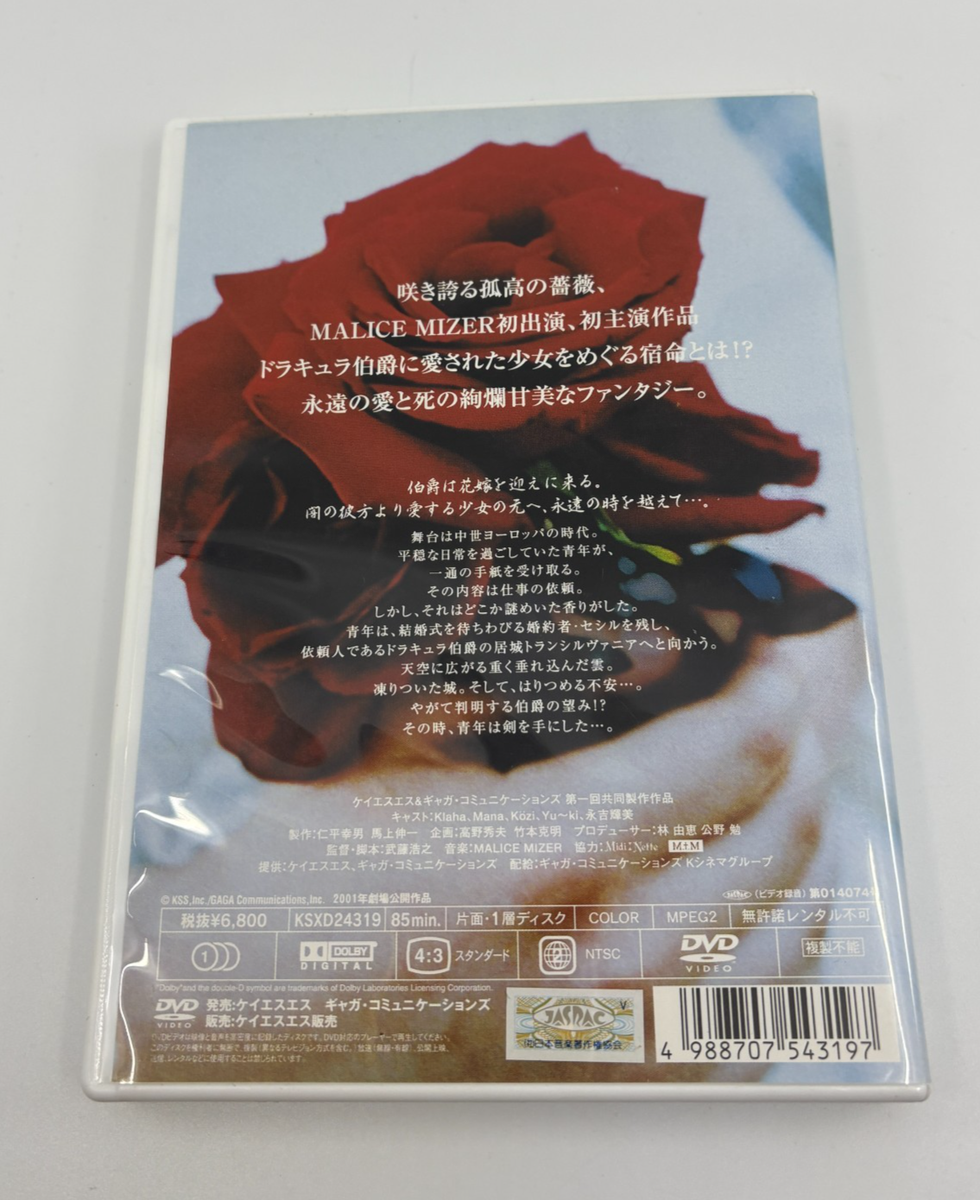 咲き誇る孤高の薔薇、
MALICE MIZER初出演、初主演作品
ドラキュラ伯爵に愛された少女をめぐる宿命とは!?
永遠の愛と死の絢爛甘美なファンタジー。
伯爵は花嫁を迎えに来る。
闇の彼方より愛する少女の元へ、永遠の時を越えて…。
舞台は中世ヨーロッパの時代。
平穏な日常を過ごしていた青年が、
一通の手紙を受け取る。
その内容は仕事の依頼。
しかし、それはどこか謎めいた香りがした。
青年は、結婚式を待ちわびる婚約者・セシルを残し、
依頼人であるドラキュラ伯爵の居城トランシルヴァニアへと向かう。
天空に広がる重く垂れ込んだ雲。
凍りついた城。そして、はりつめる不安…。
やがて判明する伯爵の望み!?
その時、青年は剣を手にした…。
ケイエスエス&ギャガ・コミュニケーションズ 第一回共同製作作品
キャスト:Klaha、Mana、Közi、Yu〜ki、永吉輝美
製作:仁平幸男 馬上伸一 企画:高野秀夫 竹本克明 プロデューサー:林 由恵 公野 勉
監督・脚本:武藤浩之 音楽:MALICE MIZER 協力:Midi:Nette M†M
提供:ケイエスエス、ギャガ・コミュニケーションズ 配給:ギャガ・コミュニケーションズ Kシネマグループ
© KSS,Inc./GAGA Communications,Inc. 2001年劇場公開作品
(ビデオ録音) 第014074
税抜¥6,800 KSXD24319 85min. 片面・1層ディスク COLOR MPEG2 無許諾レンタル不可
1 DOLBY DIGITAL 4:3 スタンダード 2 NTSC DVD VIDEO 複製不能
"Dolby"and the double-D symbol are trademarks of Dolby Laboratories Licensing Corporation.
DVD VIDEO 発売:ケイエスエス ギャガ・コミュニケーションズ
販売:ケイエスエス販売
JASRAC V
(社)日本音楽著作権協会
4 988707 543197